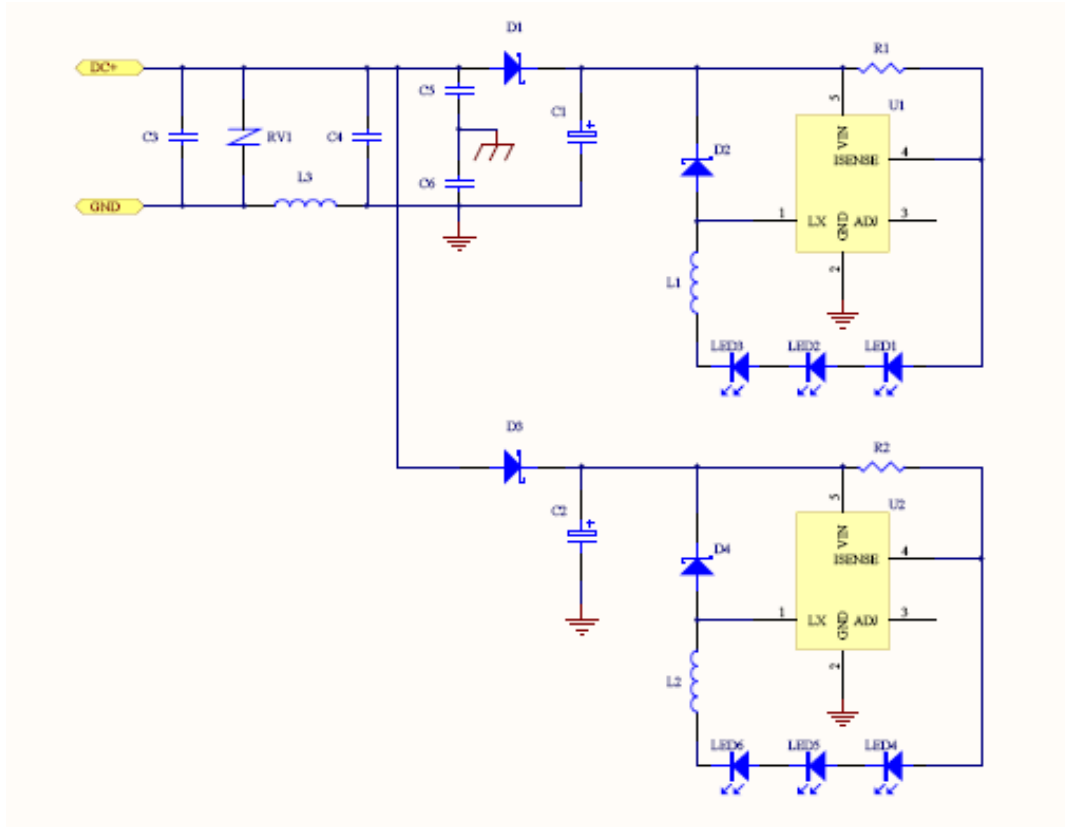 D1
DC+
R1
C5
U1
C1
5
C3
RV1
C4
VIN
D2
ISENSE
4
L3
C6
GND
1
LX
GND
ADJ
3
2
L1
LED3
LED2
LED1
D3
R2
5
U2
C2
VIN
D4
ISENSE
4
1
LX
GND
ADJ
3
2
L2
LED6
LED5
LED4